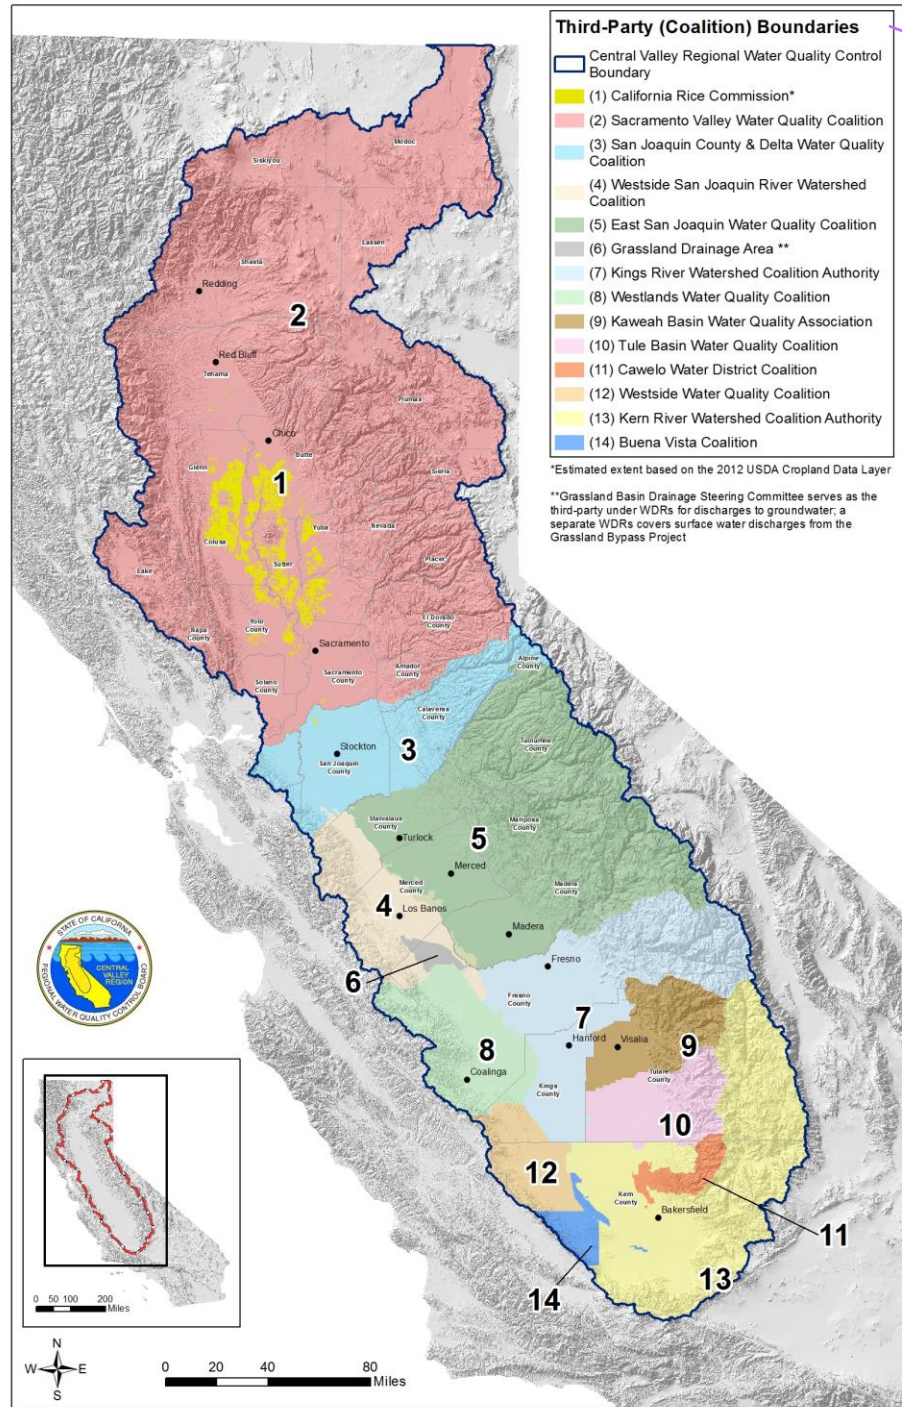 Third-Party (Coalition) Boundaries
Central Valley Regional Water Quality Control
Boundary
(1) California Rice Commission*
(2) Sacramento Valley Water Quality Coalition
(3) San Joaquin County & Delta Water Quality
Coalition
(4) Westside San Joaquin River Watershed
Coalition
(5) East San Joaquin Water Quality Coalition
(6) Grassland Drainage Area **
(7) Kings River Watershed Coalition Authority
(8) Westlands Water Quality Coalition
(9) Kaweah Basin Water Quality Association
(10) Tule Basin Water Quality Coalition
(11) Cawelo Water District Coalition
(12) Westside Water Quality Coalition
(13) Kern River Watershed Coalition Authority
(14) Buena Vista Coalition
*Estimated extent based on the 2012 USDA Cropland Data Layer
**Grassland Basin Drainage Steering Committee serves as the
third-party under WDRs for discharges to groundwater; a
separate WDRs covers surface water discharges from the
Grassland Bypass Project
Modoc
Siskiyou
Lassen
Shasta
Redding
2
Red Bluff
Tehama
Plumas
Chico
Butte
Glenn
Sierra
1
Yuba
Nevada
Colusa
Sutter
Placer
Lake
El Dorado
County
Napa
County
Yolo
County
Sacramento
Alpine
County
Amador
County
Sacramento
County
Solano
County
Calaveras
County
Stockton
3
San Joaquin
County
Tuolumne
County
Stanislaus
County
Mariposa
County
Turlock
5
Merced
Merced
County
Madera
County
4
Los Banos
Madera
Fresno
6
Fresno
County
7
Hanford
Visalia
9
8
Coalinga
Tulare
County
Kings
County
10
12
Kern
County
Bakersfield
11
13
14
STATE OF CALIFORNIA
CENTRAL
VALLEY
REGION
REGIONAL WATER QUALITY CONTROL BOARD
0 50 100 200
Miles
N
W E
S
0 20 40 80
Miles